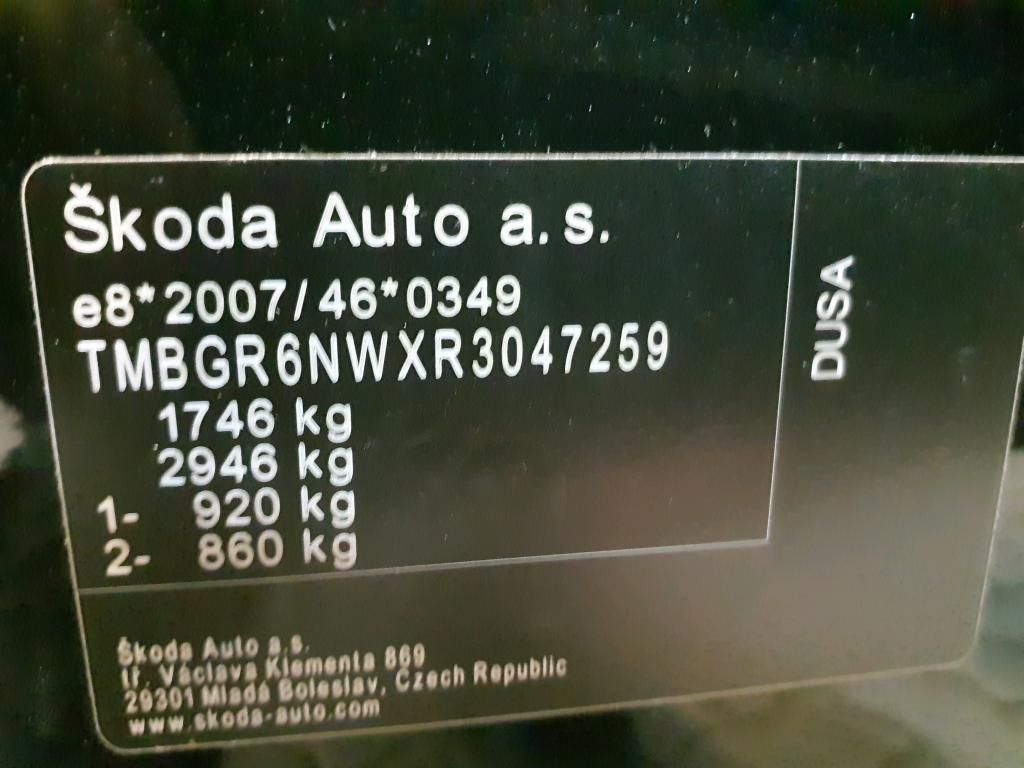 Škoda Auto a.s.
e8*2007/46*0349
TMBGR6NWXR3047259
1746 kg
2946 kg
1- 920 kg
2- 860 kg
DUSA
Škoda Auto a.s.
tř. Václava Klementa 869
29301 Mladá Boleslav, Czech Republic
www.skoda-auto.com